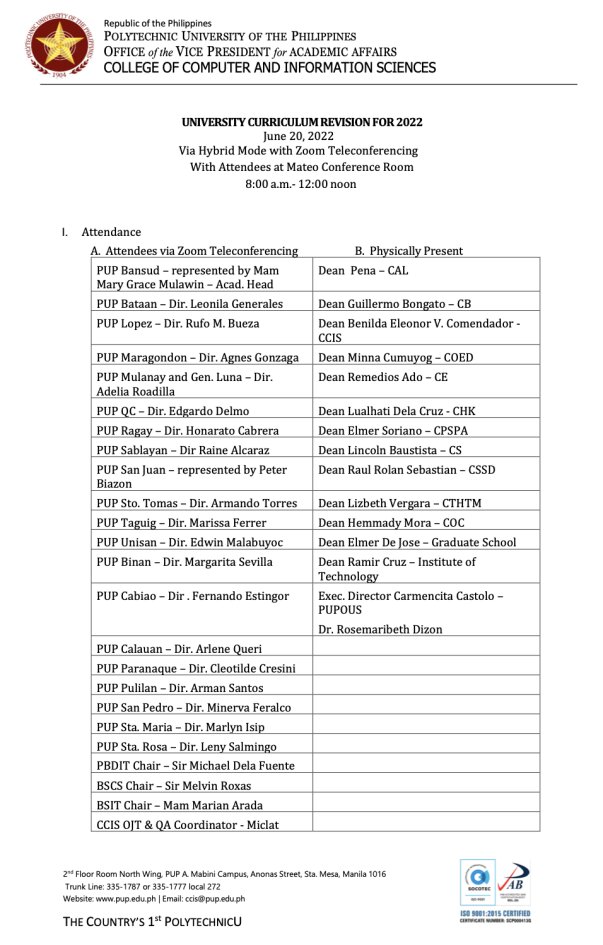 Republic of the Philippines
POLYTECHNIC UNIVERSITY OF THE PHILIPPINES
OFFICE of the VICE PRESIDENT for ACADEMIC AFFAIRS
COLLEGE OF COMPUTER AND INFORMATION SCIENCES
UNIVERSITY CURRICULUM REVISION FOR 2022
June 20, 2022
Via Hybrid Mode with Zoom Teleconferencing
With Attendees at Mateo Conference Room
8:00 a.m.- 12:00 noon
I. Attendance
A. Attendees via Zoom Teleconferencing B. Physically Present
PUP Bansud – represented by Mam Dean Pena – CAL
Mary Grace Mulawin – Acad. Head
PUP Bataan – Dir. Leonila Generales Dean Guillermo Bongato – CB
PUP Lopez – Dir. Rufo M. Bueza Dean Benilda Eleonor V. Comendador -
CCIS
PUP Maragondon – Dir. Agnes Gonzaga Dean Minna Cumuyog – COED
PUP Mulanay and Gen. Luna – Dir. Dean Remedios Ado – CE
Adelia Roadilla
PUP QC – Dir. Edgardo Delmo Dean Lualhati Dela Cruz - CHK
PUP Ragay – Dir. Honarato Cabrera Dean Elmer Soriano – CPSPA
PUP Sablayan – Dir Raine Alcaraz Dean Lincoln Baustista – CS
PUP San Juan – represented by Peter Dean Raul Rolan Sebastian – CSSD
Biazon
PUP Sto. Tomas – Dir. Armando Torres Dean Lizbeth Vergara – CTHTM
PUP Taguig – Dir. Marissa Ferrer Dean Hemmady Mora – COC
PUP Unisan – Dir. Edwin Malabuyoc Dean Elmer De Jose – Graduate School
PUP Binan – Dir. Margarita Sevilla Dean Ramir Cruz – Institute of
Technology
PUP Cabiao – Dir . Fernando Estingor Exec. Director Carmencita Castolo –
PUPOUS
Dr. Rosemaribeth Dizon
PUP Calauan – Dir. Arlene Queri
PUP Paranaque – Dir. Cleotilde Cresini
PUP Pulilan – Dir. Arman Santos
PUP San Pedro – Dir. Minerva Feralco
PUP Sta. Maria – Dir. Marlyn Isip
PUP Sta. Rosa – Dir. Leny Salmingo
PBDIT Chair – Sir Michael Dela Fuente
BSCS Chair – Sir Melvin Roxas
BSIT Chair – Mam Marian Arada
CCIS OJT & QA Coordinator - Miclat
2nd Floor Room North Wing, PUP A. Mabini Campus, Anonas Street, Sta. Mesa, Manila 1016
Trunk Line: 335-1787 or 335-1777 local 272
Website: www.pup.edu.ph | Email: ccis@pup.edu.ph
THE COUNTRY'S 1st POLYTECHNICU
SOCOTEC
ISO 9001
JAB
ISO 9001:2015 CERTIFIED